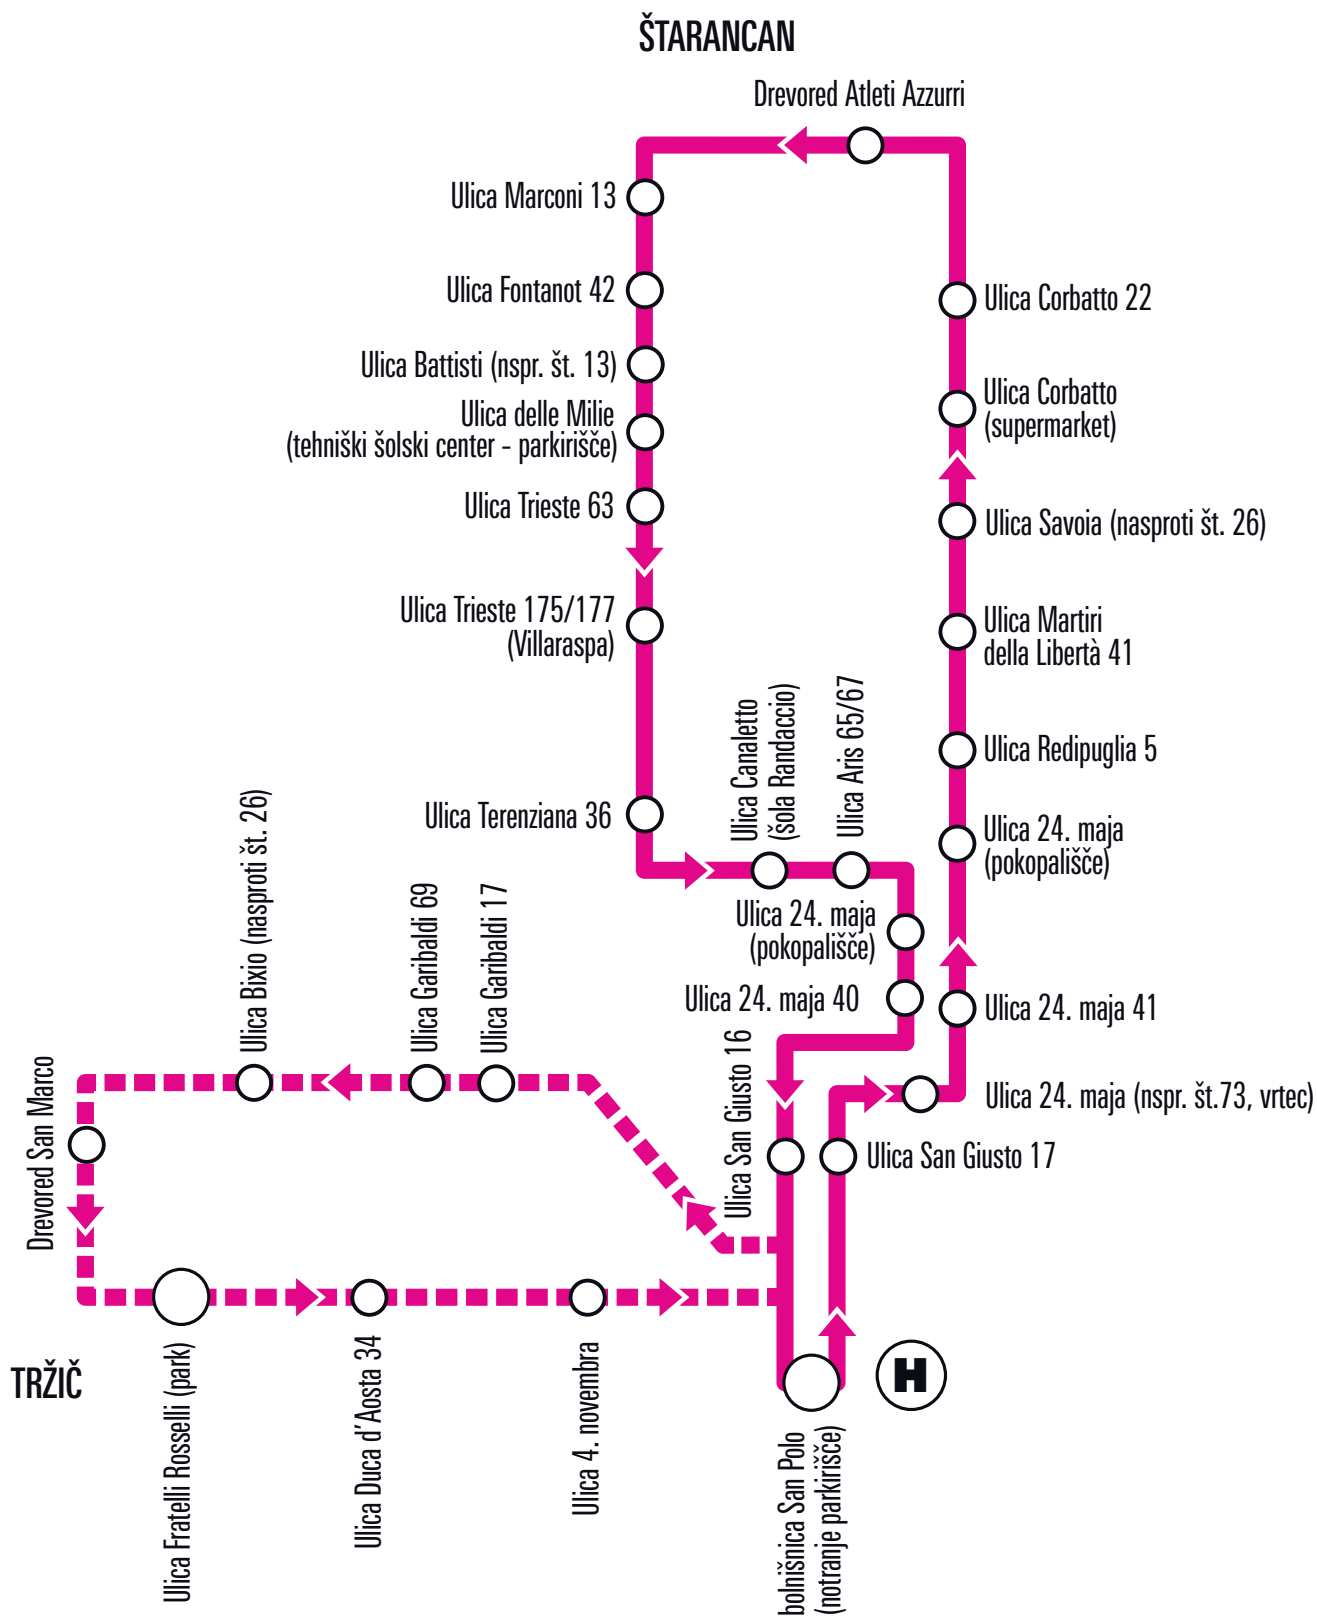 ŠTARANCAN
Drevored Atleti Azzurri
Ulica Marconi 13
Ulica Fontanot 42
Ulica Battisti (nspr. št. 13)
Ulica delle Milie
(tehniški šolski center - parkirišče)
Ulica Trieste 63
Ulica Trieste 175/177
(Villaraspa)
Ulica Terenziana 36
Ulica Canaletto
(šola Randaccio)
Ulica Aris 65/67
Ulica 24. maja
(pokopališče)
Ulica 24. maja 40
Ulica San Giusto 16
Ulica Corbatto 22
Ulica Corbatto
(supermarket)
Ulica Savoia (nasproti št. 26)
Ulica Martiri
della Libertà 41
Ulica Redipuglia 5
Ulica 24. maja
(pokopališče)
Ulica 24. maja 41
Ulica 24. maja (nspr. št.73, vrtec)
Ulica San Giusto 17
Ulica Bixio (nasproti št. 26)
Ulica Garibaldi 69
Ulica Garibaldi 17
Drevored San Marco
TRŽIČ
Ulica Fratelli Rosselli (park)
Ulica Duca d'Aosta 34
Ulica 4. novembra
bolnišnica San Polo
(notranje parkirišče)
H